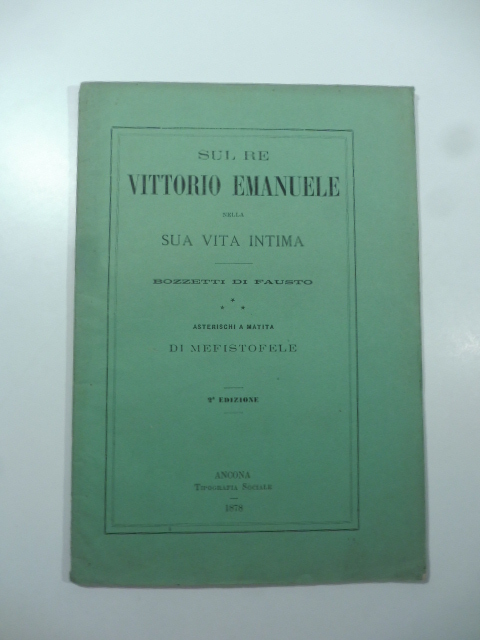 SUL RE
VITTORIO EMANUELE
NELLA
SUA VITA INTIMA
BOZZETTI DI FAUSTO
*
* *
ASTERISCHI A MATITA
DI MEFISTOFELE
2ª EDIZIONE
ANCONA
TIPOGRAFIA SOCIALE
1878